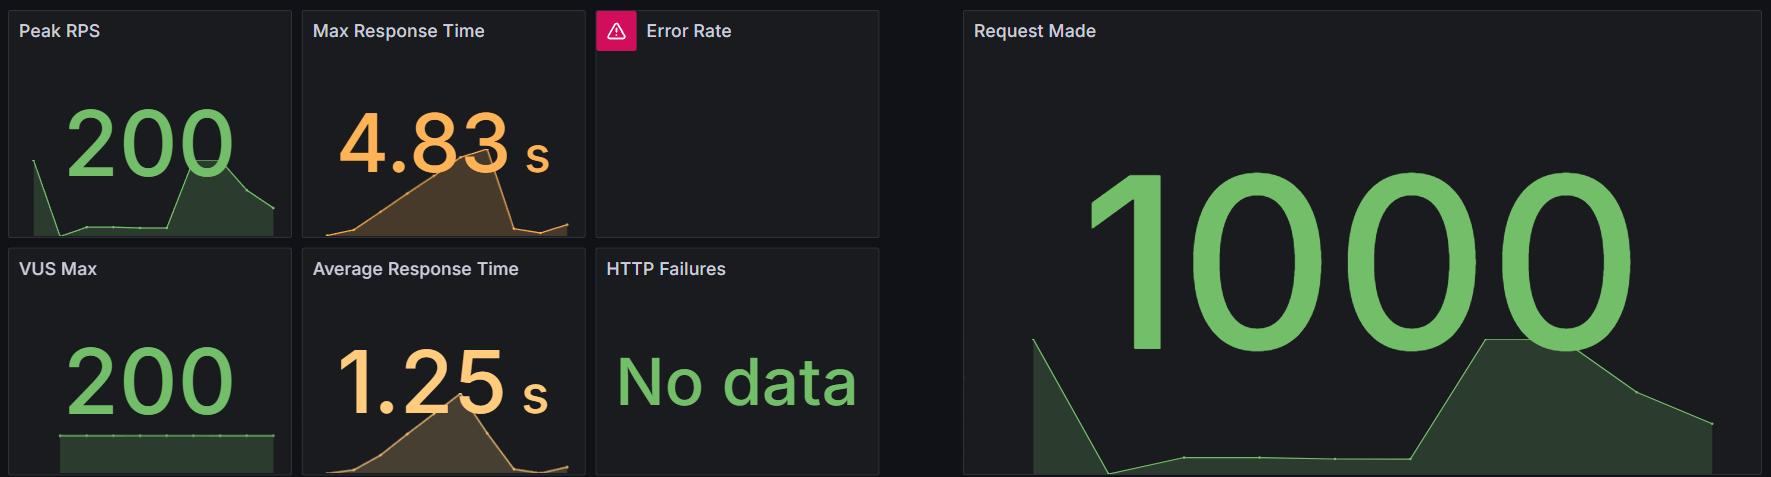 Peak RPS
200
Max Response Time
4.83 s
Error Rate
Request Made
1000
VUS Max
200
Average Response Time
1.25 s
HTTP Failures
No data